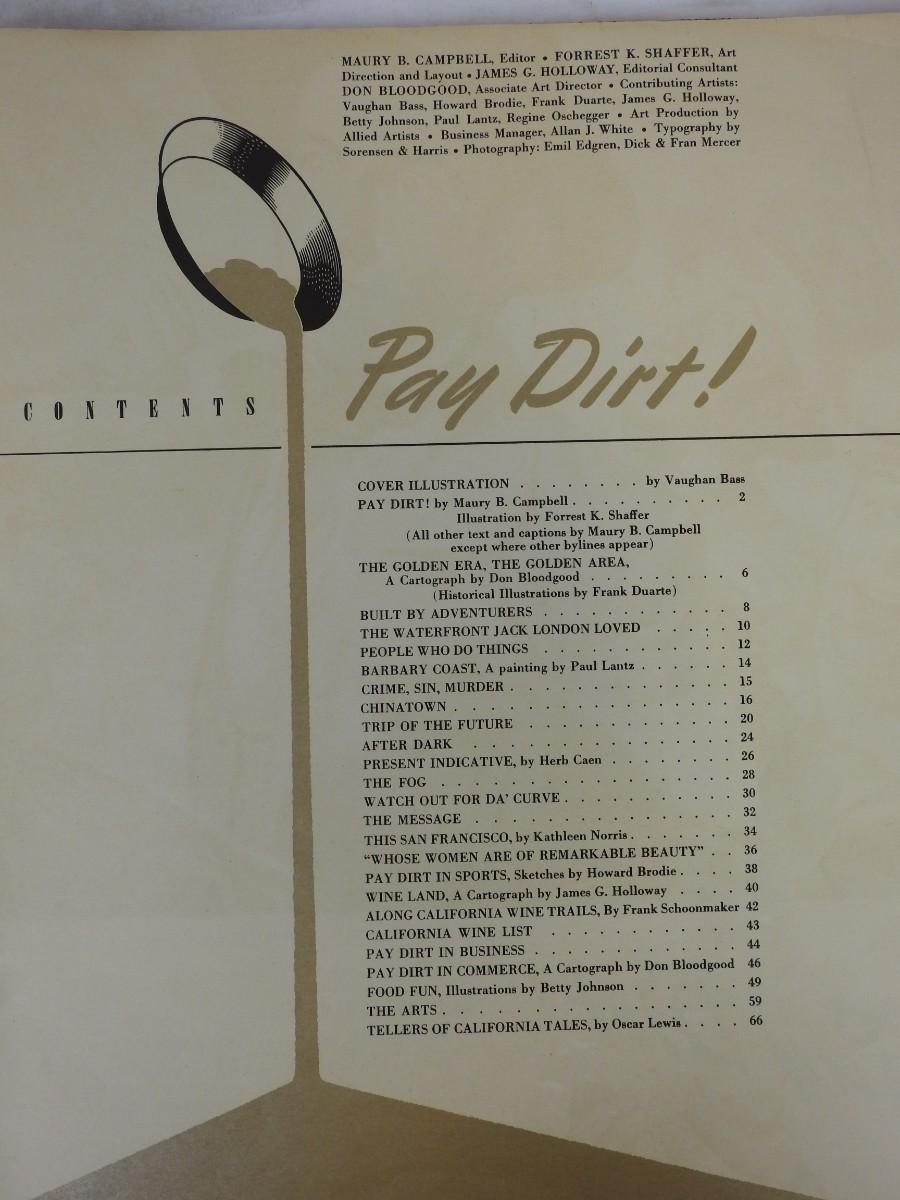 MAURY B. CAMPBELL, Editor • FORREST K. SHAFFER, Art
Direction and Layout • JAMES G. HOLLOWAY, Editorial Consultant
DON BLOODGOOD, Associate Art Director • Contributing Artists:
Vaughan Bass, Howard Brodie, Frank Duarte, James G. Holloway,
Betty Johnson, Paul Lantz, Regine Oschegger • Art Production by
Allied Artists • Business Manager, Allan J. White • Typography by
Sorensen & Harris • Photography: Emil Edgren, Dick & Fran Mercer
Pay Dirt!
CONTENTS
COVER ILLUSTRATION . . . . . . . . by Vaughan Bass
PAY DIRT! by Maury B. Campbell . . . . . . . . . . 2
Illustration by Forrest K. Shaffer
(All other text and captions by Maury B. Campbell
except where other bylines appear)
THE GOLDEN ERA, THE GOLDEN AREA,
A Cartograph by Don Bloodgood . . . . . . . . . 6
(Historical Illustrations by Frank Duarte)
BUILT BY ADVENTURERS . . . . . . . . . . . . 8
THE WATERFRONT JACK LONDON LOVED . . . . . 10
PEOPLE WHO DO THINGS . . . . . . . . . . . . 12
BARBARY COAST, A painting by Paul Lantz . . . . . . 14
CRIME, SIN, MURDER . . . . . . . . . . . . . . 15
CHINATOWN . . . . . . . . . . . . . . . . . 16
TRIP OF THE FUTURE . . . . . . . . . . . . . 20
AFTER DARK . . . . . . . . . . . . . . . . 24
PRESENT INDICATIVE, by Herb Caen . . . . . . . . 26
THE FOG . . . . . . . . . . . . . . . . . . 28
WATCH OUT FOR DA' CURVE . . . . . . . . . . . 30
THE MESSAGE . . . . . . . . . . . . . . . . 32
THIS SAN FRANCISCO, by Kathleen Norris . . . . . . . 34
"WHOSE WOMEN ARE OF REMARKABLE BEAUTY" . . 36
PAY DIRT IN SPORTS, Sketches by Howard Brodie . . . . 38
WINE LAND, A Cartograph by James G. Holloway . . . . 40
ALONG CALIFORNIA WINE TRAILS, By Frank Schoonmaker 42
CALIFORNIA WINE LIST . . . . . . . . . . . . 43
PAY DIRT IN BUSINESS . . . . . . . . . . . . . 44
PAY DIRT IN COMMERCE, A Cartograph by Don Bloodgood 46
FOOD FUN, Illustrations by Betty Johnson . . . . . . . 49
THE ARTS . . . . . . . . . . . . . . . . . 59
TELLERS OF CALIFORNIA TALES, by Oscar Lewis . . . . 66